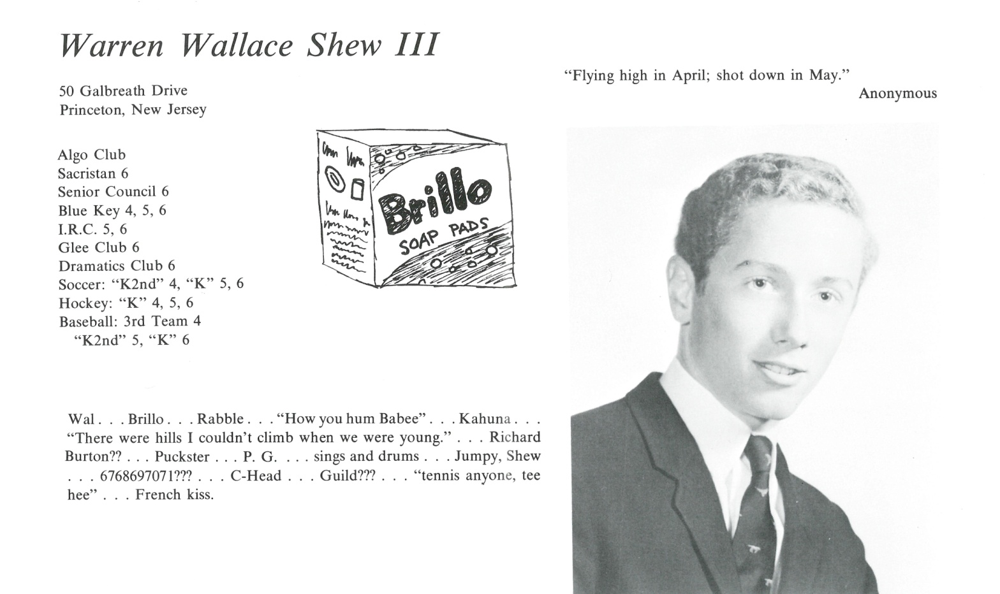 Warren Wallace Shew III
50 Galbreath Drive
Princeton, New Jersey
“Flying high in April; shot down in May.”
Anonymous
Algo Club
Sacristan 6
Senior Council 6
Blue Key 4, 5, 6
I.R.C. 5, 6
Glee Club 6
Dramatics Club 6
Soccer: “K2nd” 4, “K” 5, 6
Hockey: “K” 4, 5, 6
Baseball: 3rd Team 4
“K2nd” 5, “K” 6
Brillo
SOAP PADS
Wal . . . Brillo . . . Rabble . . . “How you hum Babee” . . . Kahuna . . .
“There were hills I couldn’t climb when we were young.” . . . Richard
Burton?? . . . Puckster . . . P. G. . . . sings and drums . . . Jumpy, Shew
. . . 6768697071??? . . . C-Head . . . Guild??? . . . “tennis anyone, tee
hee” . . . French kiss.